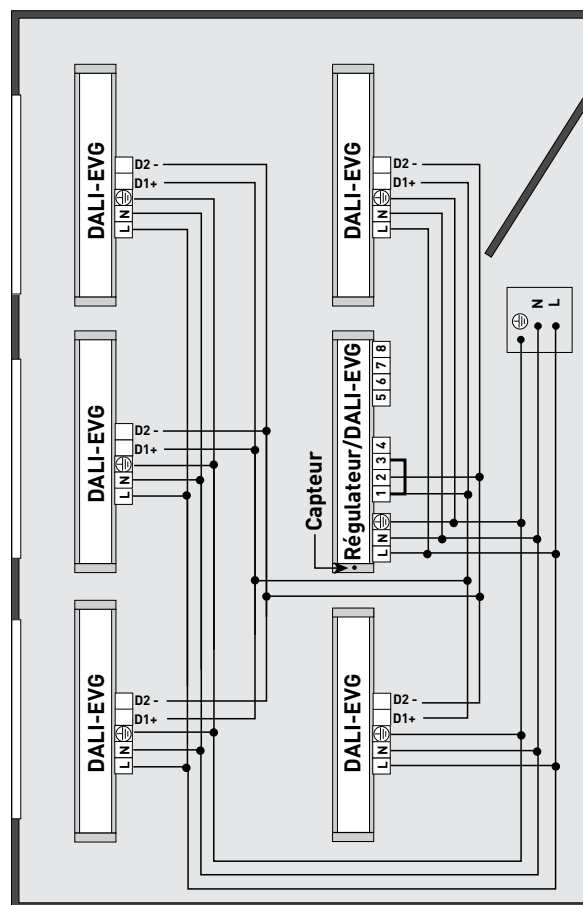 DALI-EVG
D2 -
D1+
N
L
DALI-EVG
D2 -
D1+
N
L
N
L
DALI-EVG
D2 -
D1+
N
L
Capteur
Régulateur/DALI-EVG
8
7
6
5
4
3
2
1
N
L
DALI-EVG
D2 -
D1+
N
L
DALI-EVG
D2 -
D1+
N
L